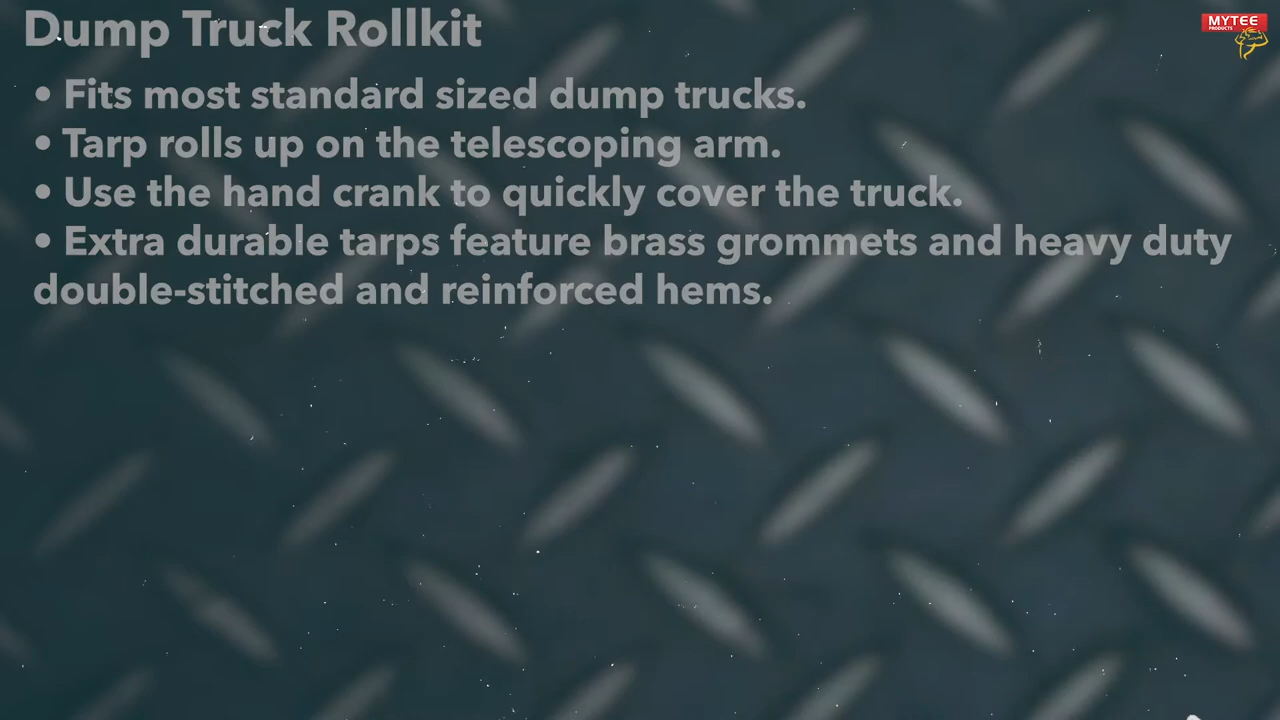 Dump Truck Rollkit
MYTEE
PRODUCTS
• Fits most standard sized dump trucks.
• Tarp rolls up on the telescoping arm.
• Use the hand crank to quickly cover the truck.
• Extra durable tarps feature brass grommets and heavy duty
double-stitched and reinforced hems.